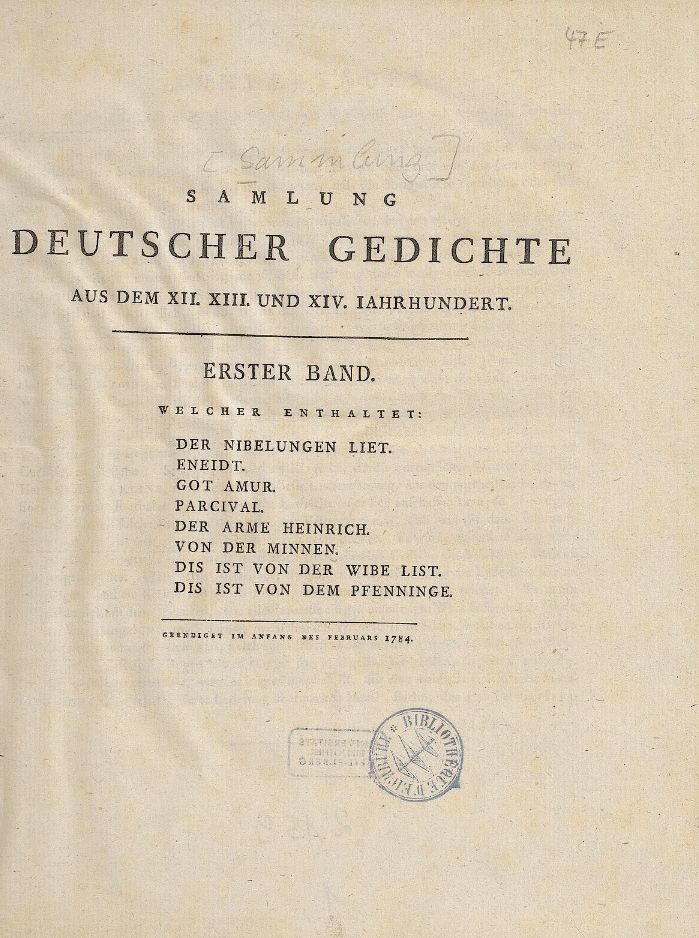 47 E
[Sammlung]
SAMLUNG
DEUTSCHER GEDICHTE
AUS DEM XII. XIII. UND XIV. IAHRHUNDERT.
ERSTER BAND.
WELCHER ENTHALTET:
DER NIBELUNGEN LIET.
ENEIDT.
GOT AMUR.
PARCIVAL.
DER ARME HEINRICH.
VON DER MINNEN.
DIS IST VON DER WIBE LIST.
DIS IST VON DEM PFENNINGE.
GEENDIGET IM ANFANG DES FEBRUARS 1784.
BIBLIOTHEQUE